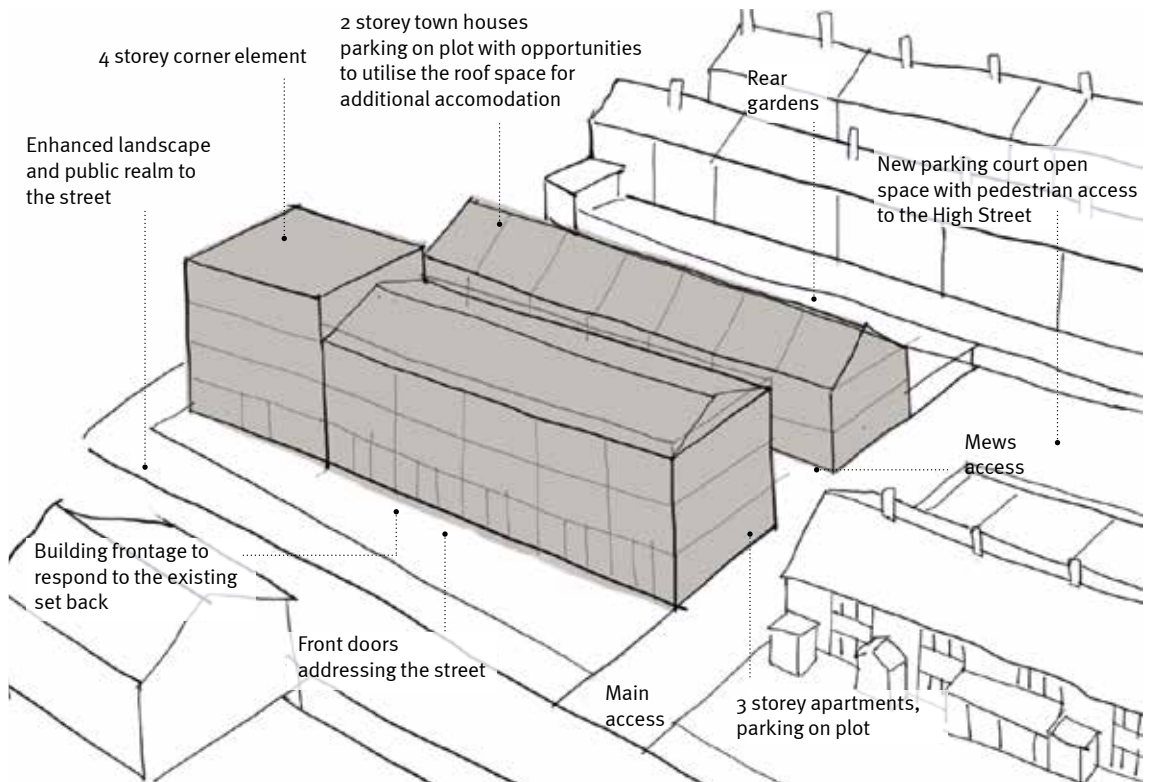 4 storey corner element
2 storey town houses
parking on plot with opportunities
to utilise the roof space for
additional accomodation
Rear
gardens
Enhanced landscape
and public realm to
the street
New parking court open
space with pedestrian access
to the High Street
Mews
access
Building frontage to
respond to the existing
set back
Front doors
addressing the street
Main
access
3 storey apartments,
parking on plot